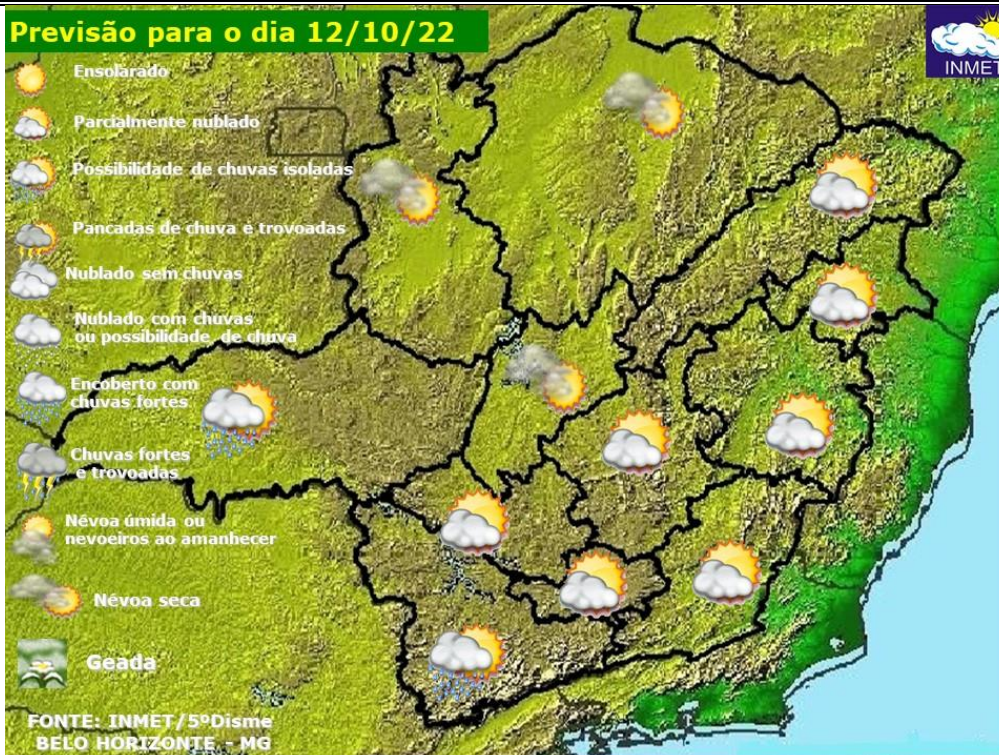 Previsão para o dia 12/10/22
INMET
Ensolarado
Parcialmente nublado
Possibilidade de chuvas isoladas
Pancadas de chuva e trovoadas
Nublado sem chuvas
Nublado com chuvas
ou possibilidade de chuva
Encoberto com
chuvas fortes
Chuvas fortes
e trovoadas
Névoa úmida ou
nevoeiros ao amanhecer
Névoa seca
Geada
FONTE: INMET/5ºDisme
BELO HORIZONTE - MG